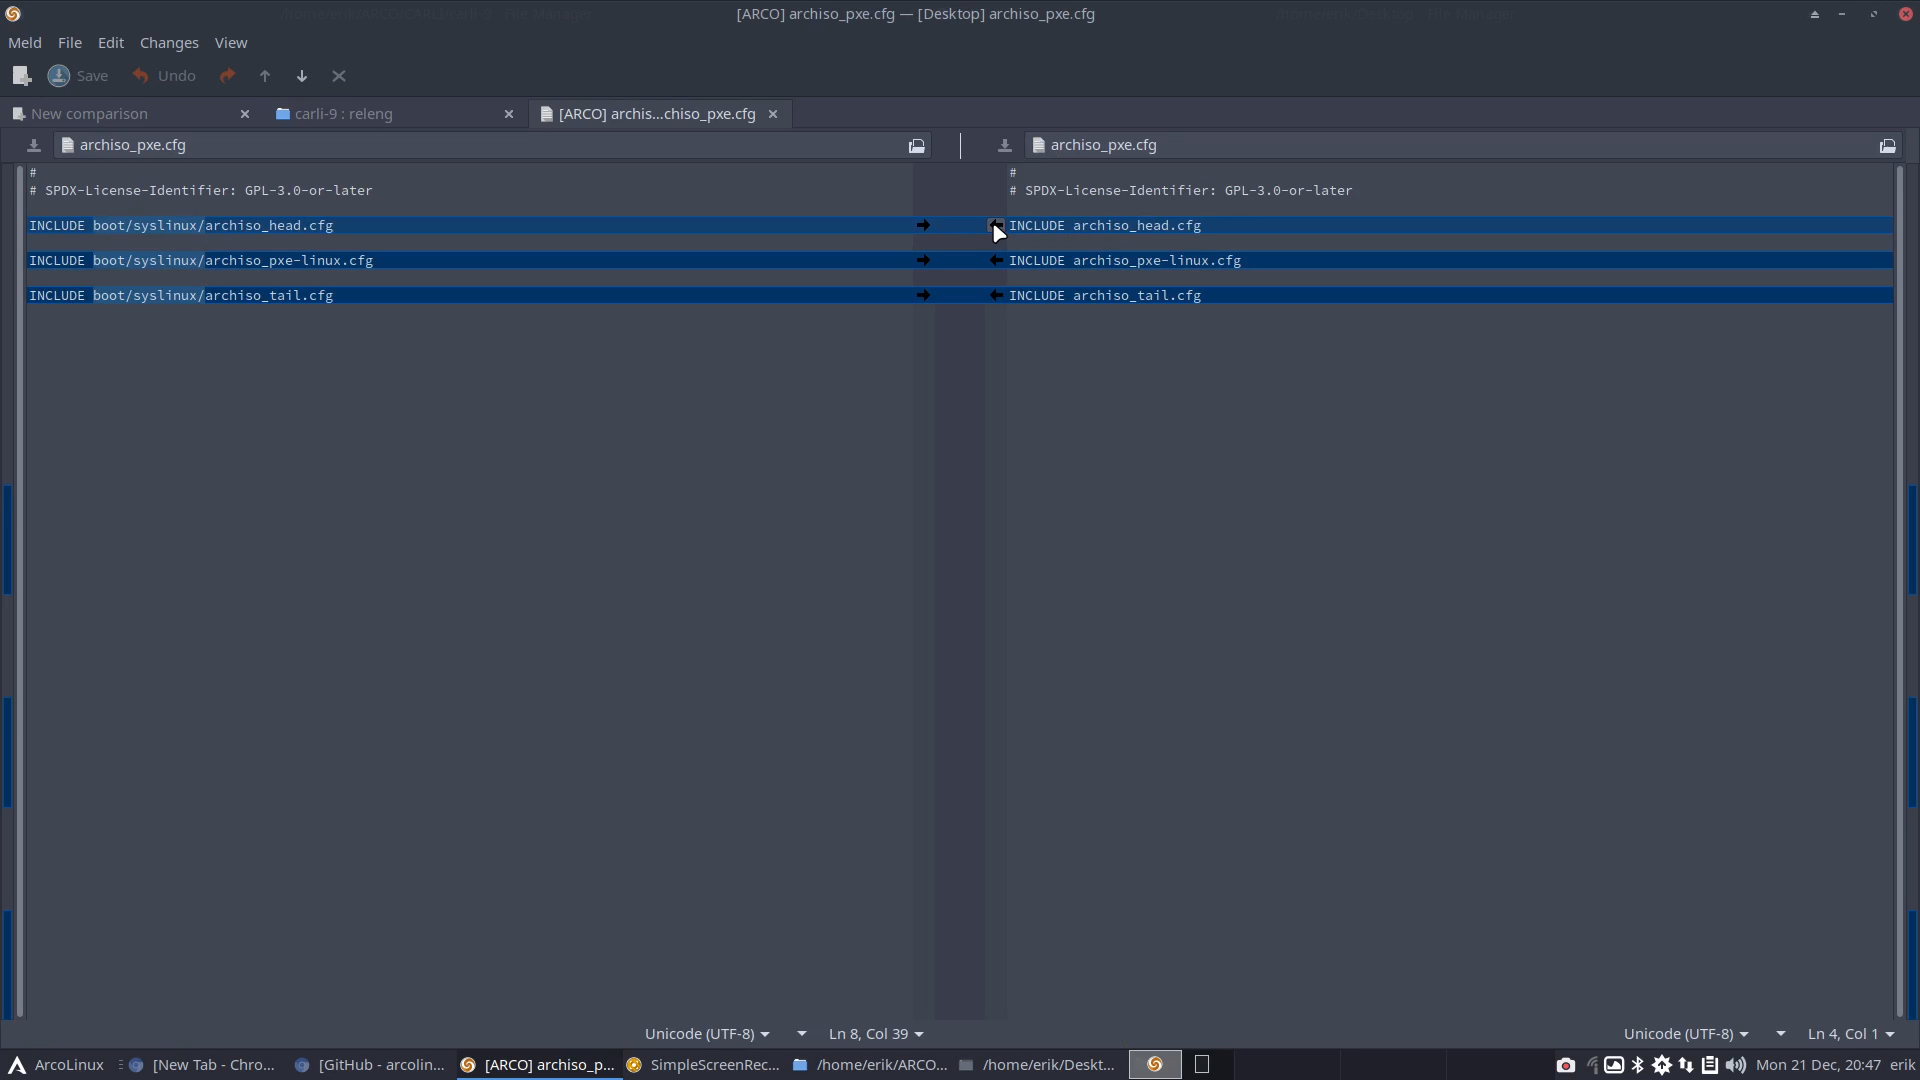 [ARCO] archiso_pxe.cfg — [Desktop] archiso_pxe.cfg
Meld File Edit Changes View
Save Undo
New comparison
carli-9 : releng
[ARCO] archis...chiso_pxe.cfg
archiso_pxe.cfg
archiso_pxe.cfg
#
# SPDX-License-Identifier: GPL-3.0-or-later
INCLUDE boot/syslinux/archiso_head.cfg
INCLUDE boot/syslinux/archiso_pxe-linux.cfg
INCLUDE boot/syslinux/archiso_tail.cfg
#
# SPDX-License-Identifier: GPL-3.0-or-later
INCLUDE archiso_head.cfg
INCLUDE archiso_pxe-linux.cfg
INCLUDE archiso_tail.cfg
Unicode (UTF-8) Ln 8, Col 39
Unicode (UTF-8) Ln 4, Col 1
ArcoLinux [New Tab - Chro... [GitHub - arcolin... [ARCO] archiso_p... SimpleScreenRec... /home/erik/ARCO... /home/erik/Deskt... Mon 21 Dec, 20:47 erik